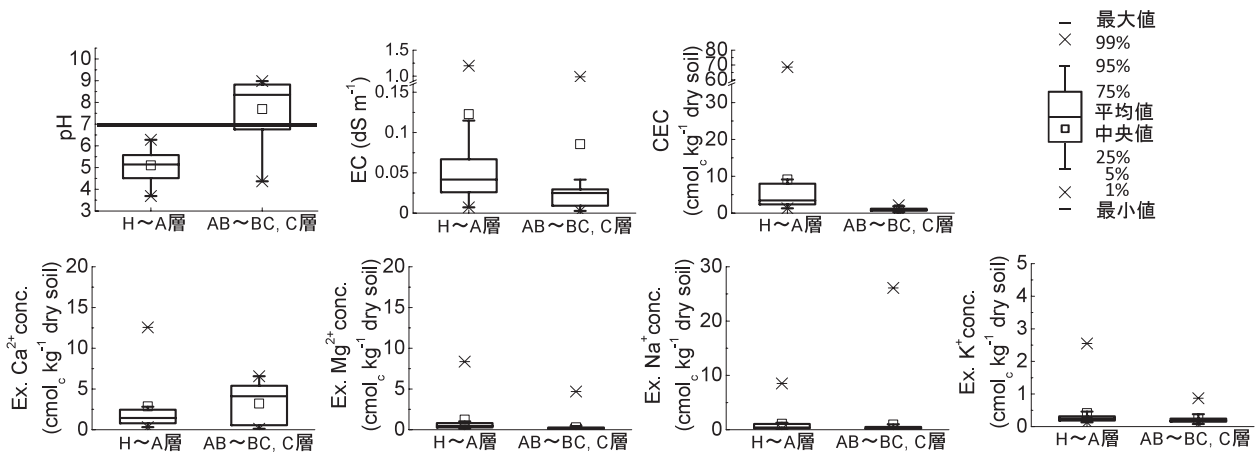 pH
10
9
8
7
6
5
4
3
H～A層
AB～BC, C層
EC (dS m-1)
1.5
1.0
0.5
0.15
0.1
0.05
0
H～A層
AB～BC, C層
CEC
(cmolc kg-1 dry soil)
80
70
60
30
20
10
0
H～A層
AB～BC, C層
最大値
99%
95%
75%
平均値
中央値
25%
5%
1%
最小値
Ex. Ca2+conc.
(cmolc kg-1 dry soil)
20
15
10
5
0
H～A層
AB～BC, C層
Ex. Mg2+conc.
(cmolc kg-1 dry soil)
20
15
10
5
0
H～A層
AB～BC, C層
Ex. Na+conc.
(cmolc kg-1 dry soil)
30
20
10
0
H～A層
AB～BC, C層
Ex. K+conc.
(cmolc kg-1 dry soil)
5
4
3
2
1
0
H～A層
AB～BC, C層